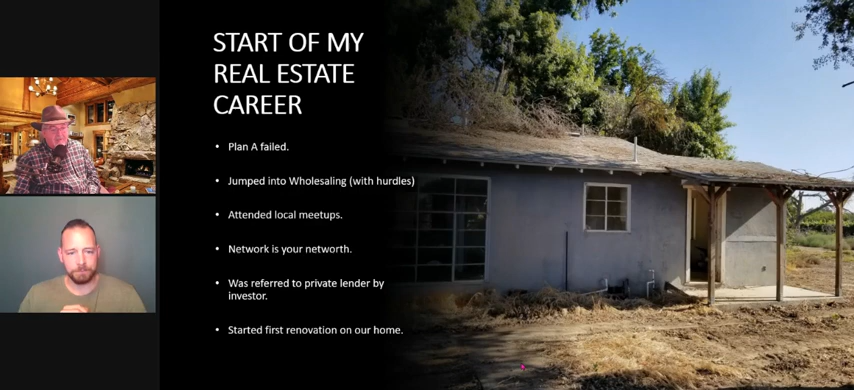 START OF MY
REAL ESTATE
CAREER
• Plan A failed.
• Jumped into Wholesaling (with hurdles)
• Attended local meetups.
• Network is your networth.
• Was referred to private lender by
investor.
• Started first renovation on our home.